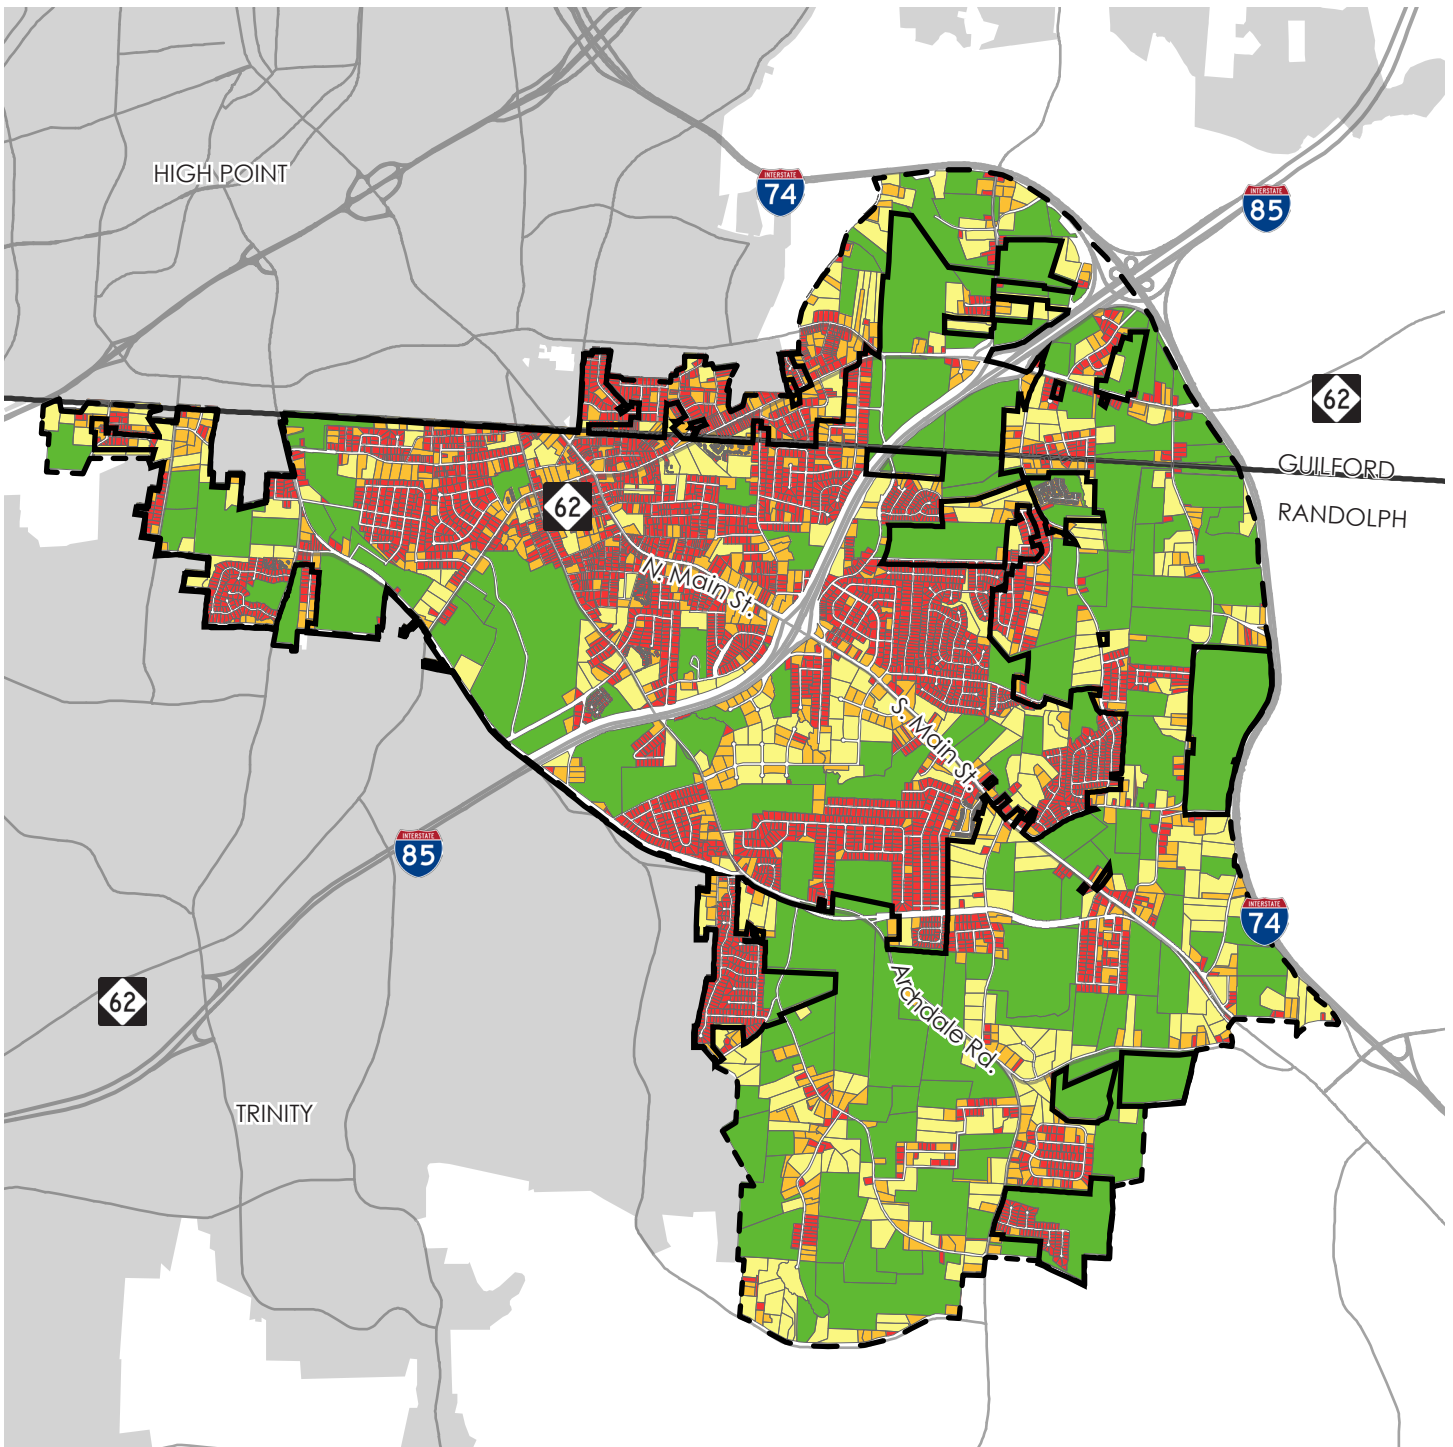 HIGH POINT
INTERSTATE
74
INTERSTATE
85
62
GUILFORD
RANDOLPH
62
N. Main St.
S. Main St.
INTERSTATE
85
INTERSTATE
74
62
Archdale Rd.
TRINITY